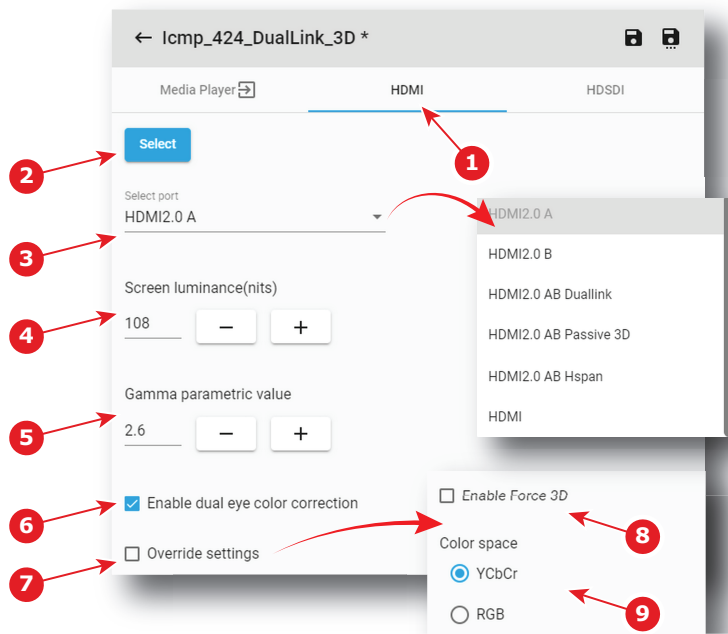 Icmp_424_DualLink_3D *
Media Player
HDMI
HDSDI
1
2
Select
Select port
HDMI2.0 A
3
HDMI2.0 A
HDMI2.0 B
HDMI2.0 AB Duallink
HDMI2.0 AB Passive 3D
HDMI2.0 AB Hspan
HDMI
Screen luminance(nits)
4
108
−
+
Gamma parametric value
5
2.6
−
+
6
Enable dual eye color correction
7
Override settings
Enable Force 3D
8
Color space
YCbCr
9
RGB